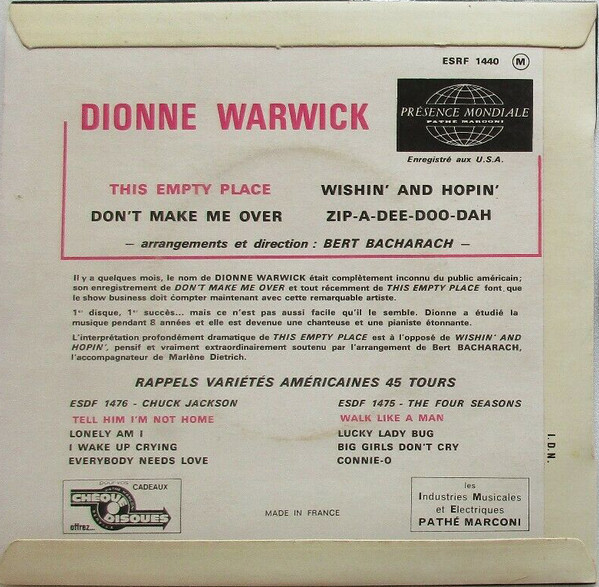 ESRF 1440 M
DIONNE WARWICK
PRÉSENCE MONDIALE
PATHÉ MARCONI
Enregistré aux U.S.A.
THIS EMPTY PLACE
WISHIN' AND HOPIN'
DON'T MAKE ME OVER
ZIP-A-DEE-DOO-DAH
– arrangements et direction : BERT BACHARACH –
Il y a quelques mois, le nom de DIONNE WARWICK était complètement inconnu du public américain;
son enregistrement de DON'T MAKE ME OVER et tout récemment de THIS EMPTY PLACE font que
le show business doit compter maintenant avec cette remarquable artiste.
1er disque, 1er succès... mais ce n'est pas aussi facile qu'il le semble. Dionne a étudié la
musique pendant 8 années et elle est devenue une chanteuse et une pianiste étonnante.
L'interprétation profondément dramatique de THIS EMPTY PLACE est à l'opposé de WISHIN' AND
HOPIN', pensif et vraiment extraordinairement soutenu par l'arrangement de Bert BACHARACH,
l'accompagnateur de Marlène Dietrich.
RAPPELS VARIÉTÉS AMÉRICAINES 45 TOURS
ESDF 1476 - CHUCK JACKSON
TELL HIM I'M NOT HOME
LONELY AM I
I WAKE UP CRYING
EVERYBODY NEEDS LOVE
ESDF 1475 - THE FOUR SEASONS
WALK LIKE A MAN
LUCKY LADY BUG
BIG GIRLS DON'T CRY
CONNIE-O
I.D.N.
pour vos CADEAUX
CHEQUE
DISQUES
offrez...
MADE IN FRANCE
les
Industries Musicales
et Electriques
PATHÉ MARCONI